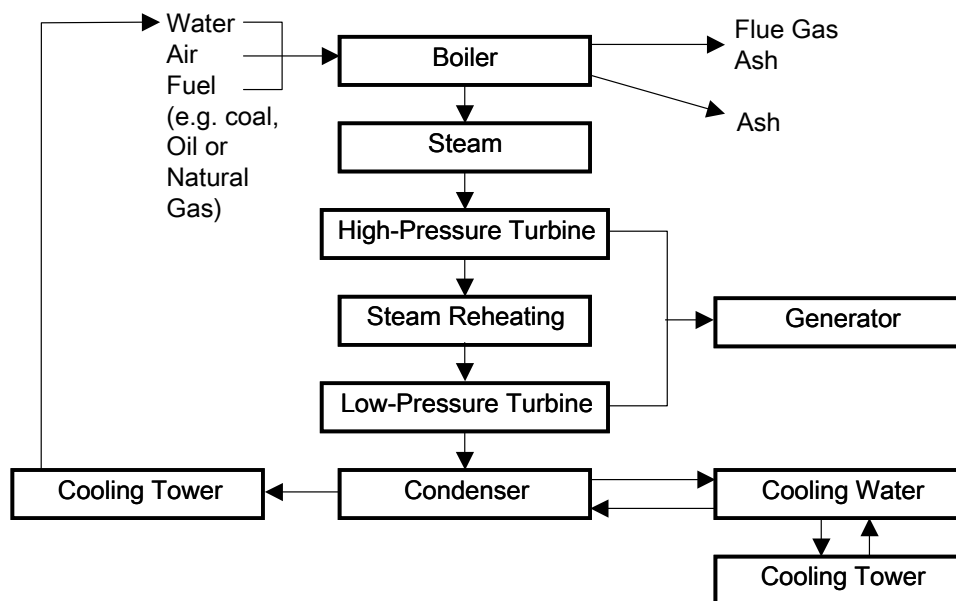 Water
Air
Fuel
(e.g. coal,
Oil or
Natural
Gas)
Boiler
Flue Gas
Ash
Ash
Steam
High-Pressure Turbine
Steam Reheating
Generator
Low-Pressure Turbine
Cooling Tower
Condenser
Cooling Water
Cooling Tower